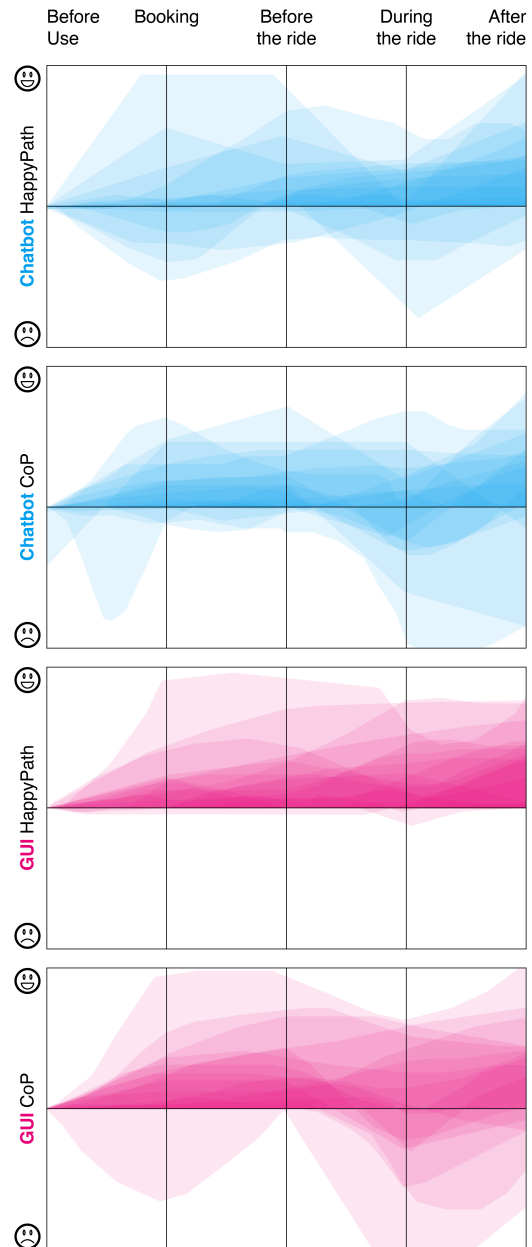 Before
Use
Booking
Before
the ride
During
the ride
After
the ride
Chatbot HappyPath
Chatbot CoP
GUI HappyPath
GUI CoP